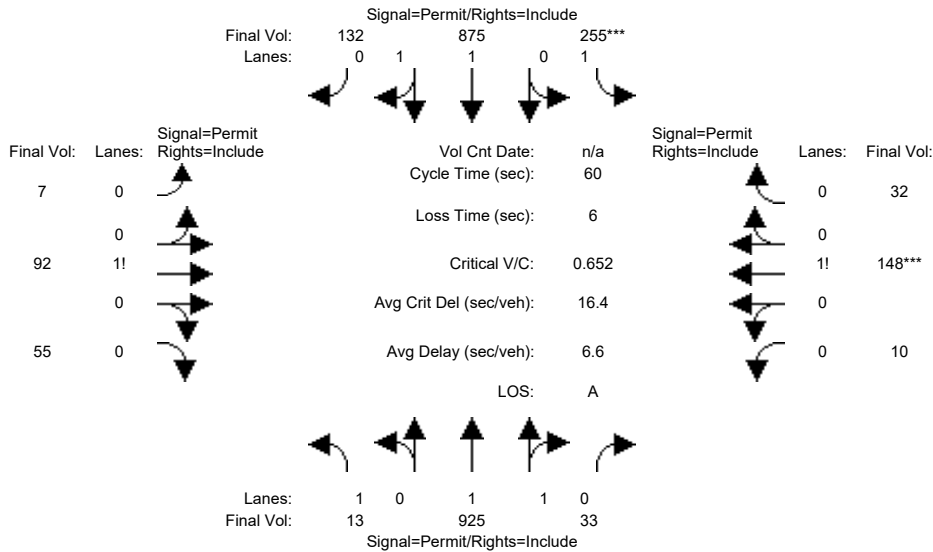 Signal=Permit/Rights=Include
Final Vol: 132 875 255***
Lanes: 0 1 1 0 1
Signal=Permit Signal=Permit
Final Vol: Lanes: Rights=Include Vol Cnt Date: n/a Rights=Include Lanes: Final Vol:
Cycle Time (sec): 60
7 0 0 32
Loss Time (sec): 6
0 0
92 1! Critical V/C: 0.652 1! 148***
0 Avg Crit Del (sec/veh): 16.4 0
55 0 Avg Delay (sec/veh): 6.6 0 10
LOS: A
Lanes: 1 0 1 1 0
Final Vol: 13 925 33
Signal=Permit/Rights=Include